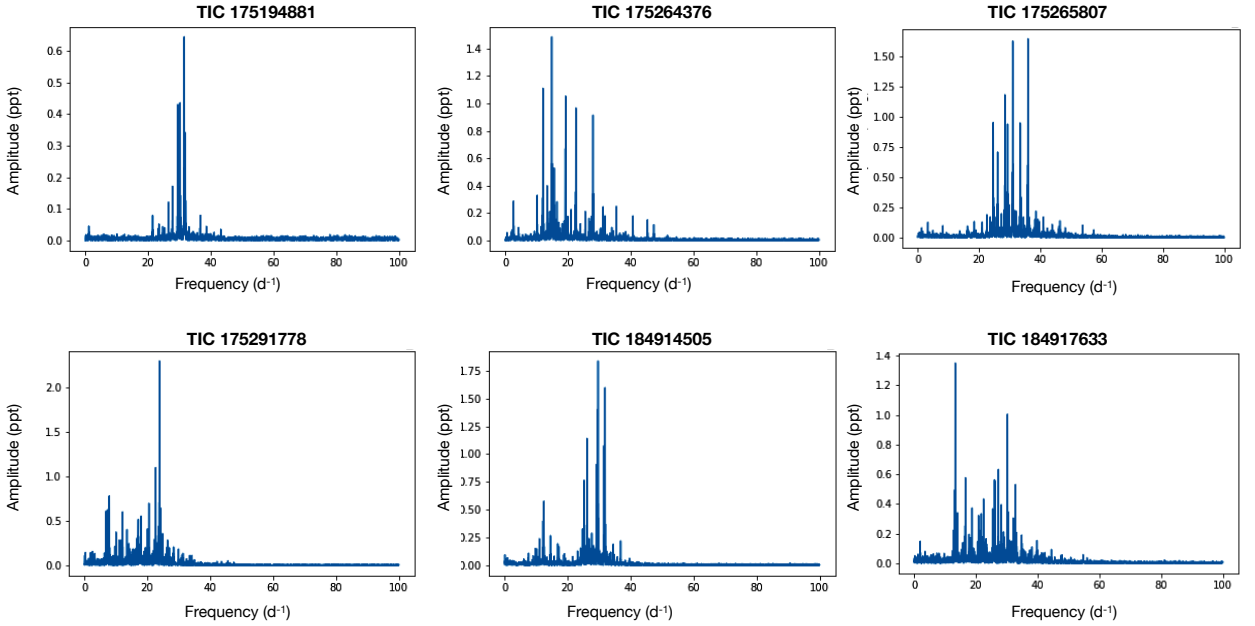 TIC 175194881
Amplitude (ppt)
0.6
0.5
0.4
0.3
0.2
0.1
0.0
0 20 40 60 80 100
Frequency (d-1)
TIC 175264376
Amplitude (ppt)
1.4
1.2
1.0
0.8
0.6
0.4
0.2
0.0
0 20 40 60 80 100
Frequency (d-1)
TIC 175265807
Amplitude (ppt)
1.50
1.25
1.00
0.75
0.50
0.25
0.00
0 20 40 60 80 100
Frequency (d-1)
TIC 175291778
Amplitude (ppt)
2.0
1.5
1.0
0.5
0.0
0 20 40 60 80 100
Frequency (d-1)
TIC 184914505
Amplitude (ppt)
1.75
1.50
1.25
1.00
1.75
1.50
1.25
0.00
0 20 40 60 80 100
Frequency (d-1)
TIC 184917633
Amplitude (ppt)
1.4
1.2
1.0
0.8
0.6
0.4
0.2
0.0
0 20 40 60 80 100
Frequency (d-1)